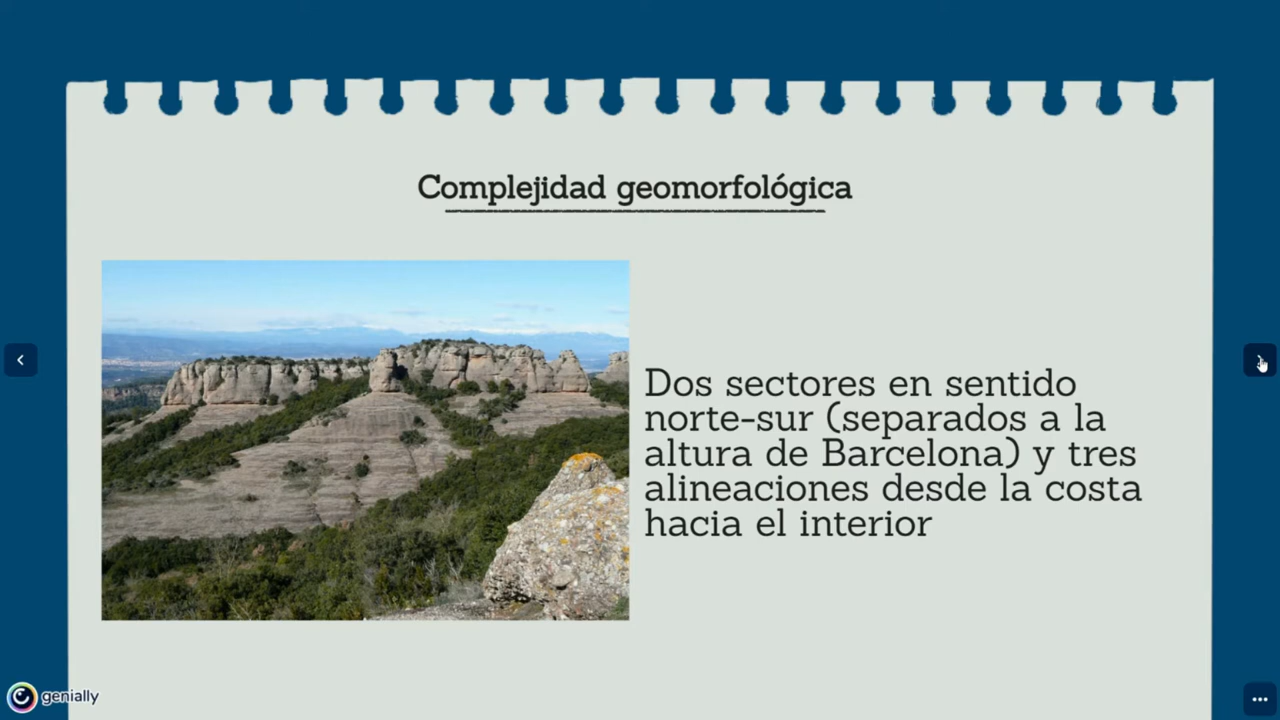 Complejidad geomorfológica
Dos sectores en sentido
norte-sur (separados a la
altura de Barcelona) y tres
alineaciones desde la costa
hacia el interior
genially